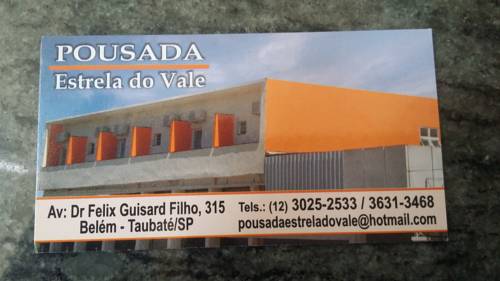 POUSADA
Estrela do Vale
Av: Dr Felix Guisard Filho, 315
Belém - Taubaté/SP
Tels.: (12) 3025-2533 / 3631-3468
pousadaestreladovale@hotmail.com